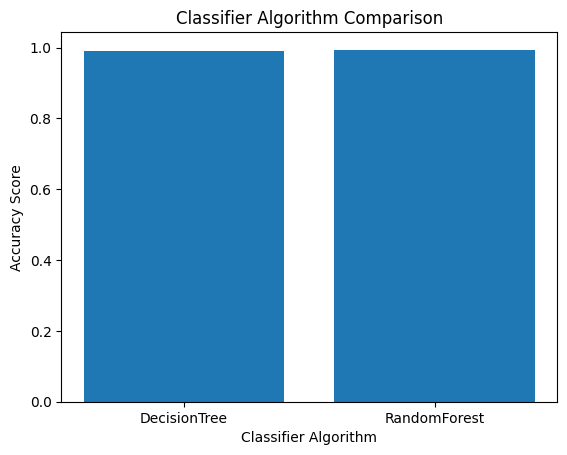 Classifier Algorithm Comparison
Accuracy Score
1.0
0.8
0.6
0.4
0.2
0.0
DecisionTree RandomForest
Classifier Algorithm